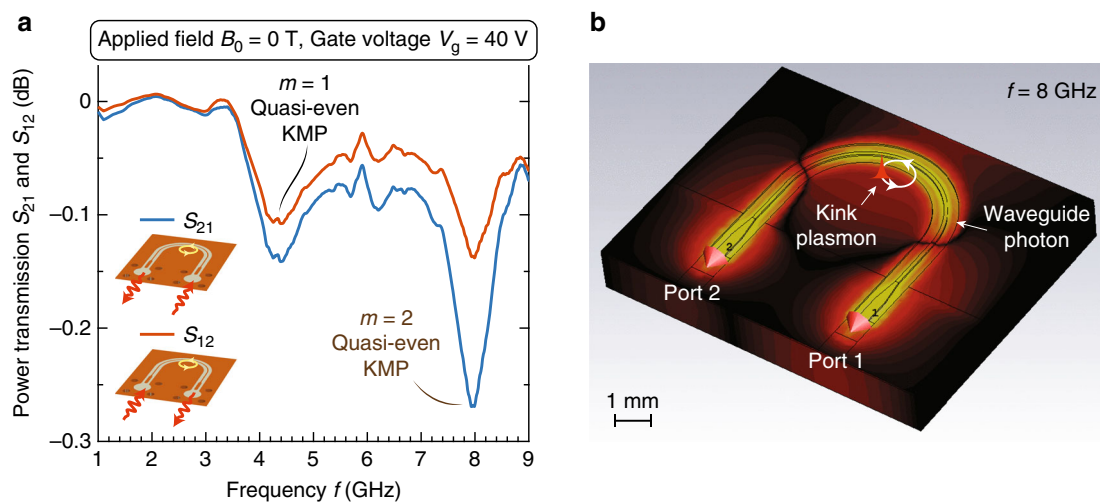 a
Applied field B₀ = 0 T, Gate voltage Vg = 40 V
Power transmission S₂₁ and S₁₂ (dB)
0
–0.1
–0.2
–0.3
m = 1
Quasi-even
KMP
S₂₁
S₁₂
m = 2
Quasi-even
KMP
1 2 3 4 5 6 7 8 9
Frequency f (GHz)
b
f = 8 GHz
Kink
plasmon
Waveguide
photon
2
Port 2
1
Port 1
1 mm